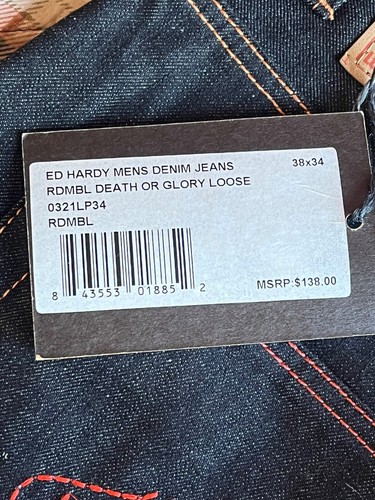 ED HARDY MENS DENIM JEANS 38x34
RDMBL DEATH OR GLORY LOOSE
0321LP34
RDMBL
8 43553 01885 2
MSRP:$138.00